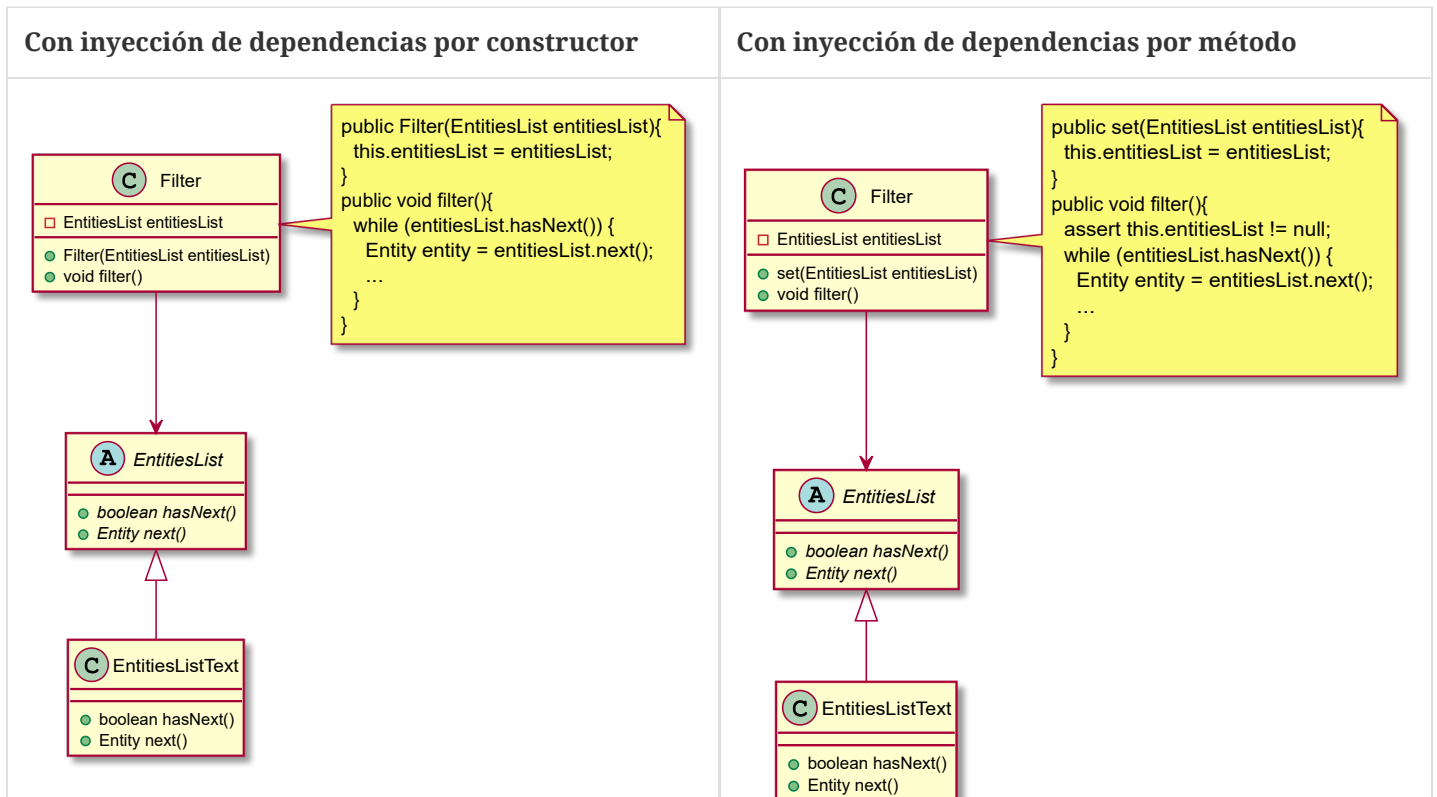 Con inyección de dependencias por constructor
C Filter
EntitiesList entitiesList
Filter(EntitiesList entitiesList)
void filter()
public Filter(EntitiesList entitiesList){
this.entitiesList = entitiesList;
}
public void filter(){
while (entitiesList.hasNext()) {
Entity entity = entitiesList.next();
...
}
}
A EntitiesList
boolean hasNext()
Entity next()
C EntitiesListText
boolean hasNext()
Entity next()
Con inyección de dependencias por método
C Filter
EntitiesList entitiesList
set(EntitiesList entitiesList)
void filter()
public set(EntitiesList entitiesList){
this.entitiesList = entitiesList;
}
public void filter(){
assert this.entitiesList != null;
while (entitiesList.hasNext()) {
Entity entity = entitiesList.next();
...
}
}
A EntitiesList
boolean hasNext()
Entity next()
C EntitiesListText
boolean hasNext()
Entity next()